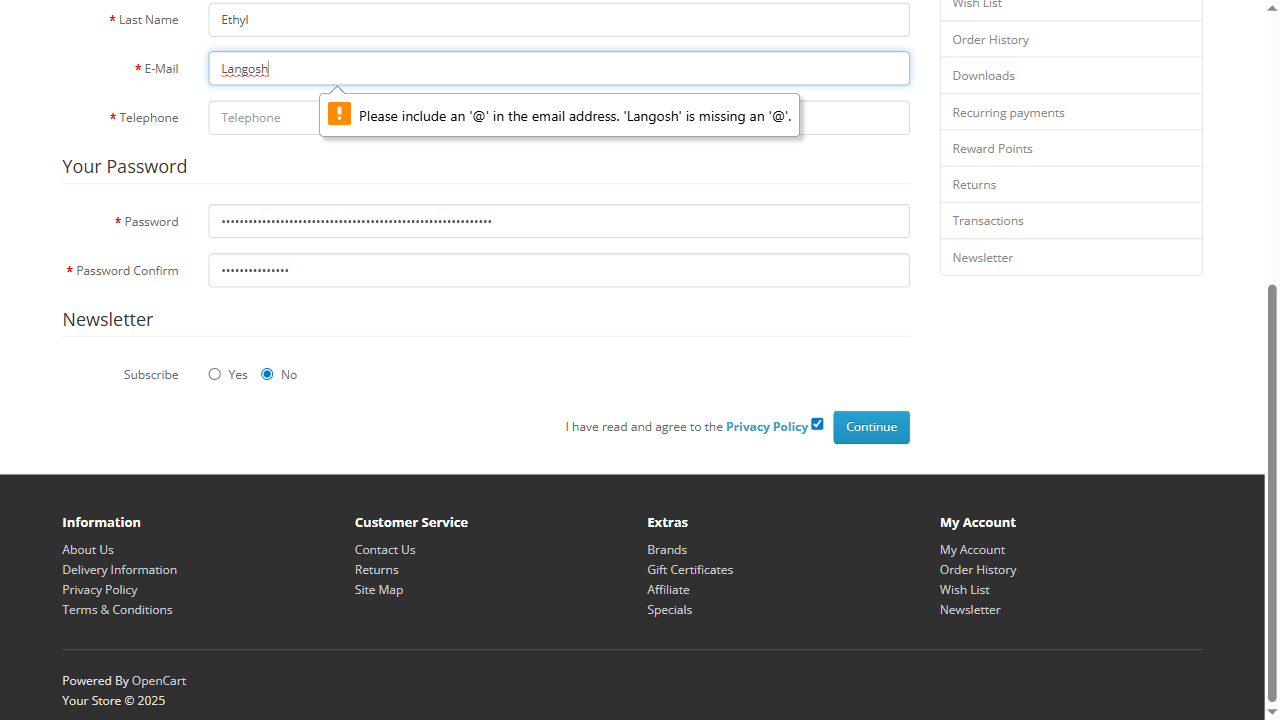 Wish List
* Last Name
Ethyl
Order History
* E-Mail
Langosh
Downloads
Please include an '@' in the email address. 'Langosh' is missing an '@'.
* Telephone
Telephone
Recurring payments
Reward Points
Your Password
Returns
* Password
Transactions
Newsletter
* Password Confirm
Newsletter
Subscribe
Yes
No
I have read and agree to the Privacy Policy
Continue
Information
About Us
Delivery Information
Privacy Policy
Terms & Conditions
Customer Service
Contact Us
Returns
Site Map
Extras
Brands
Gift Certificates
Affiliate
Specials
My Account
My Account
Order History
Wish List
Newsletter
Powered By OpenCart
Your Store © 2025